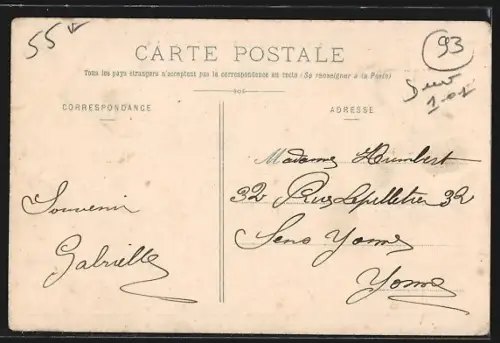 55
93
CARTE POSTALE
Tous les pays étrangers n'acceptent pas la correspondance au recto (Se renseigner à la Poste)
CORRESPONDANCE
ADRESSE
101
Madame Humbert
32 Rue Lepelletier 32
Sens Yonne
Yonne
Souvenir
Gabrielle